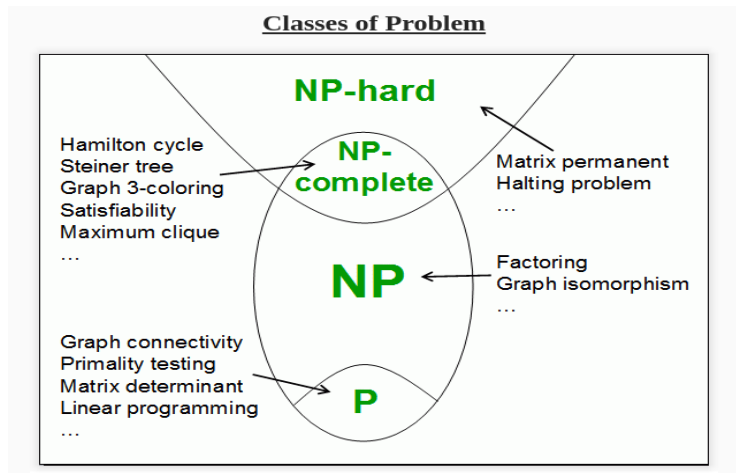 Classes of Problem
NP-hard
Hamilton cycle
Steiner tree
Graph 3-coloring
Satisfiability
Maximum clique
…
NP-
complete
Matrix permanent
Halting problem
…
NP
Factoring
Graph isomorphism
…
Graph connectivity
Primality testing
Matrix determinant
Linear programming
…
P